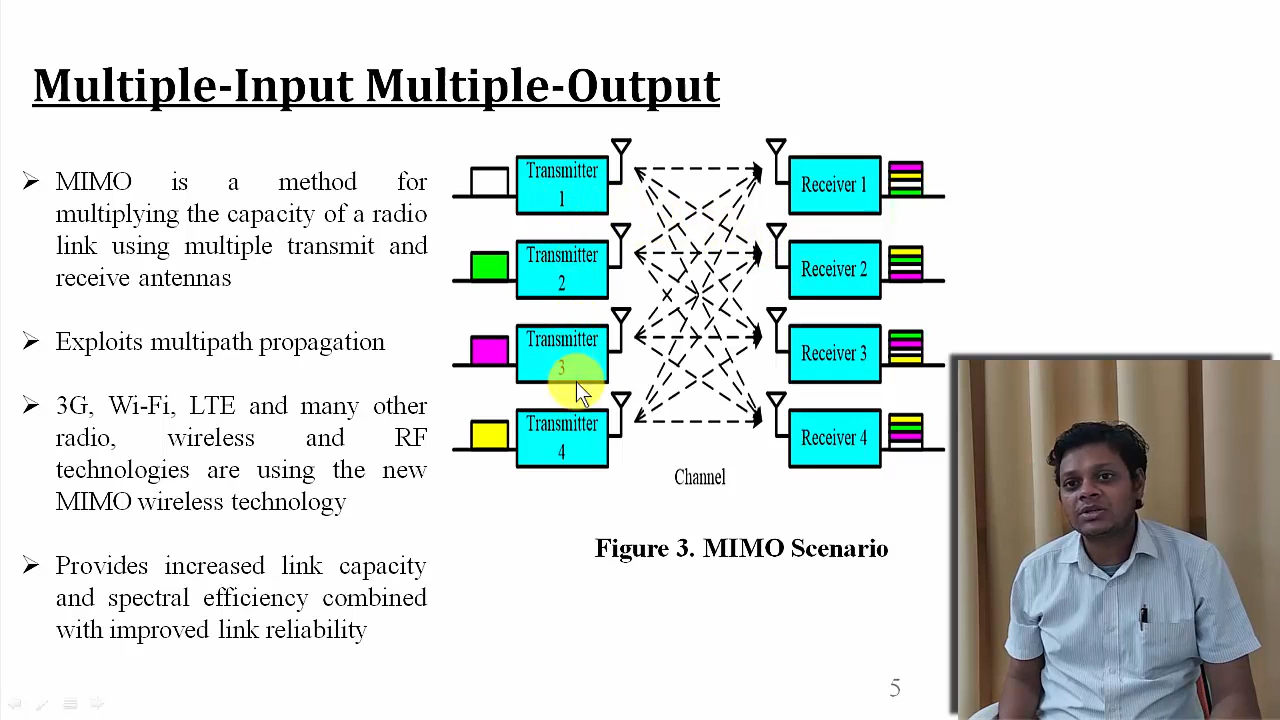 Multiple-Input Multiple-Output
MIMO is a method for
multiplying the capacity of a radio
link using multiple transmit and
receive antennas
Exploits multipath propagation
3G, Wi-Fi, LTE and many other
radio, wireless and RF
technologies are using the new
MIMO wireless technology
Provides increased link capacity
and spectral efficiency combined
with improved link reliability
Transmitter
1
Transmitter
2
Transmitter
3
Transmitter
4
Receiver 1
Receiver 2
Receiver 3
Receiver 4
Channel
Figure 3. MIMO Scenario
5